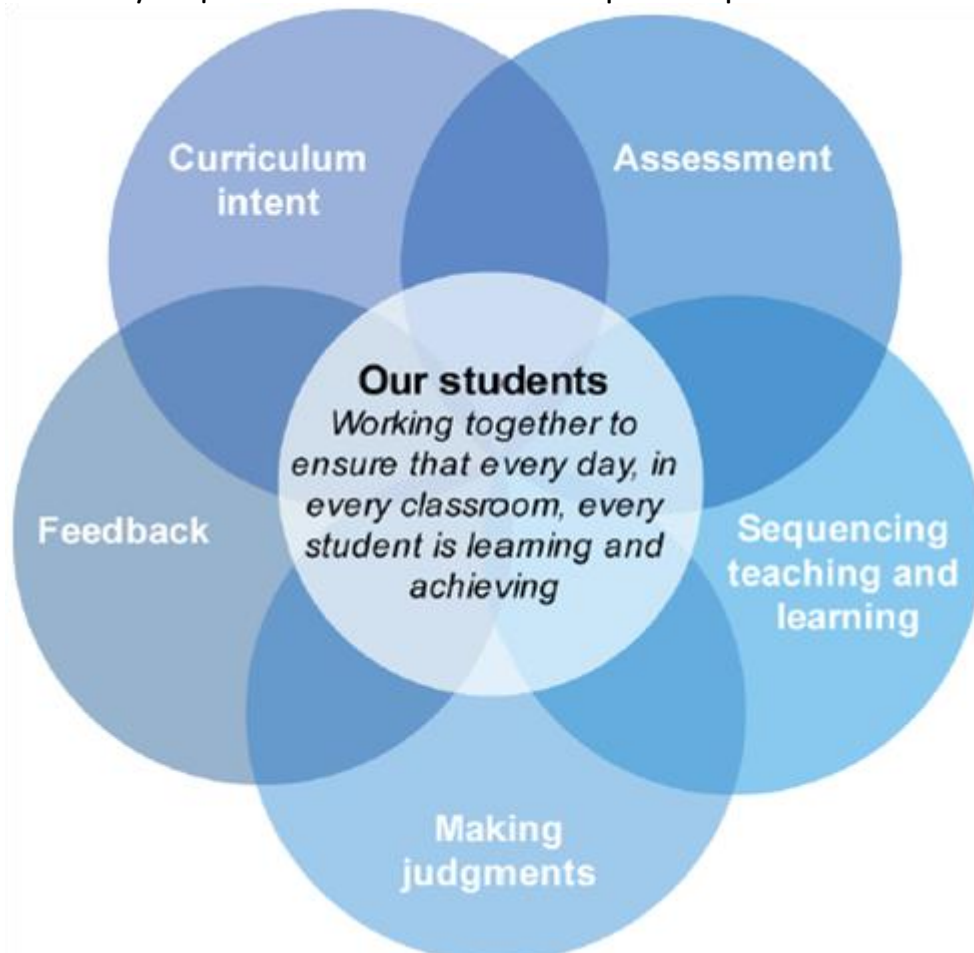 Curriculum
intent
Assessment
Our students
Working together to
ensure that every day, in
every classroom, every
student is learning and
achieving
Feedback
Sequencing
teaching and
learning
Making
judgments